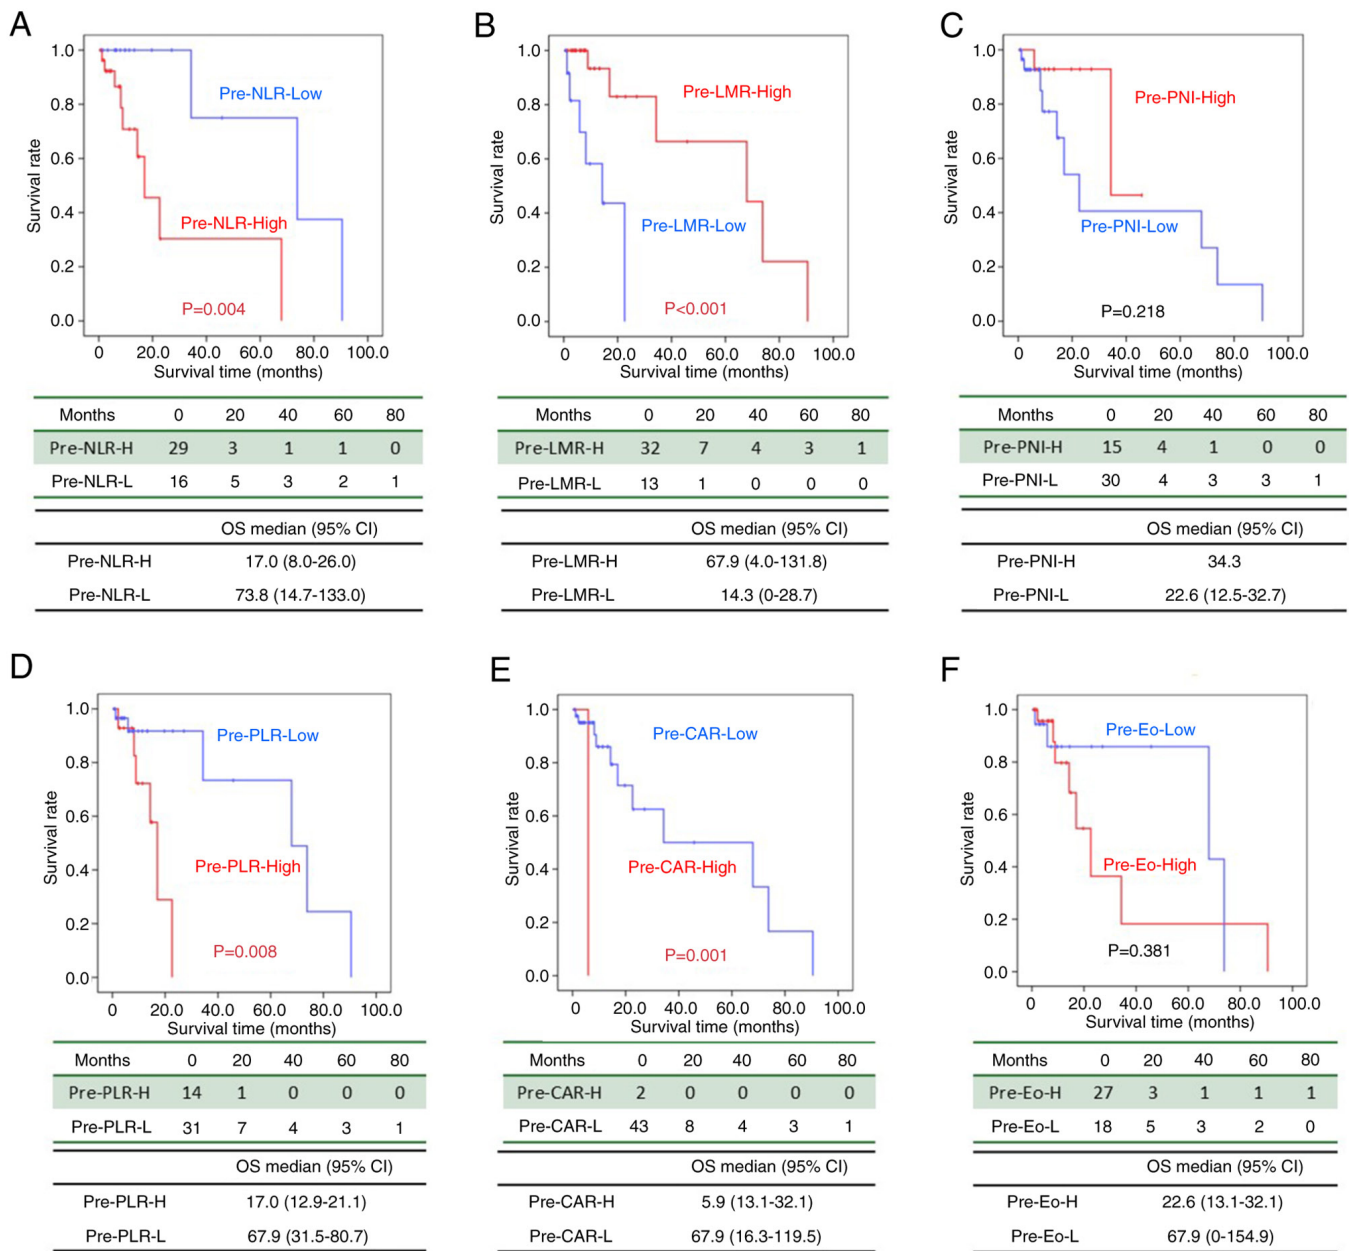 A
1.0
0.8
0.6
0.4
0.2
0.0
Survival rate
Pre-NLR-Low
Pre-NLR-High
P=0.004
0 20.0 40.0 60.0 80.0 100.0
Survival time (months)
Months 0 20 40 60 80
Pre-NLR-H 29 3 1 1 0
Pre-NLR-L 16 5 3 2 1
OS median (95% CI)
Pre-NLR-H 17.0 (8.0-26.0)
Pre-NLR-L 73.8 (14.7-133.0)
B
1.0
0.8
0.6
0.4
0.2
0.0
Survival rate
Pre-LMR-High
Pre-LMR-Low
P<0.001
0 20.0 40.0 60.0 80.0 100.0
Survival time (months)
Months 0 20 40 60 80
Pre-LMR-H 32 7 4 3 1
Pre-LMR-L 13 1 0 0 0
OS median (95% CI)
Pre-LMR-H 67.9 (4.0-131.8)
Pre-LMR-L 14.3 (0-28.7)
C
1.0
0.8
0.6
0.4
0.2
0.0
Survival rate
Pre-PNI-High
Pre-PNI-Low
P=0.218
0 20.0 40.0 60.0 80.0 100.0
Survival time (months)
Months 0 20 40 60 80
Pre-PNI-H 15 4 1 0 0
Pre-PNI-L 30 4 3 3 1
OS median (95% CI)
Pre-PNI-H 34.3
Pre-PNI-L 22.6 (12.5-32.7)
D
1.0
0.8
0.6
0.4
0.2
0.0
Survival rate
Pre-PLR-Low
Pre-PLR-High
P=0.008
0 20.0 40.0 60.0 80.0 100.0
Survival time (months)
Months 0 20 40 60 80
Pre-PLR-H 14 1 0 0 0
Pre-PLR-L 31 7 4 3 1
OS median (95% CI)
Pre-PLR-H 17.0 (12.9-21.1)
Pre-PLR-L 67.9 (31.5-80.7)
E
1.0
0.8
0.6
0.4
0.2
0.0
Survival rate
Pre-CAR-Low
Pre-CAR-High
P=0.001
0 20.0 40.0 60.0 80.0 100.0
Survival time (months)
Months 0 20 40 60 80
Pre-CAR-H 2 0 0 0 0
Pre-CAR-L 43 8 4 3 1
OS median (95% CI)
Pre-CAR-H 5.9 (13.1-32.1)
Pre-CAR-L 67.9 (16.3-119.5)
F
1.0
0.8
0.6
0.4
0.2
0.0
Survival rate
Pre-Eo-Low
Pre-Eo-High
P=0.381
0 20.0 40.0 60.0 80.0 100.0
Survival time (months)
Months 0 20 40 60 80
Pre-Eo-H 27 3 1 1 1
Pre-Eo-L 18 5 3 2 0
OS median (95% CI)
Pre-Eo-H 22.6 (13.1-32.1)
Pre-Eo-L 67.9 (0-154.9)